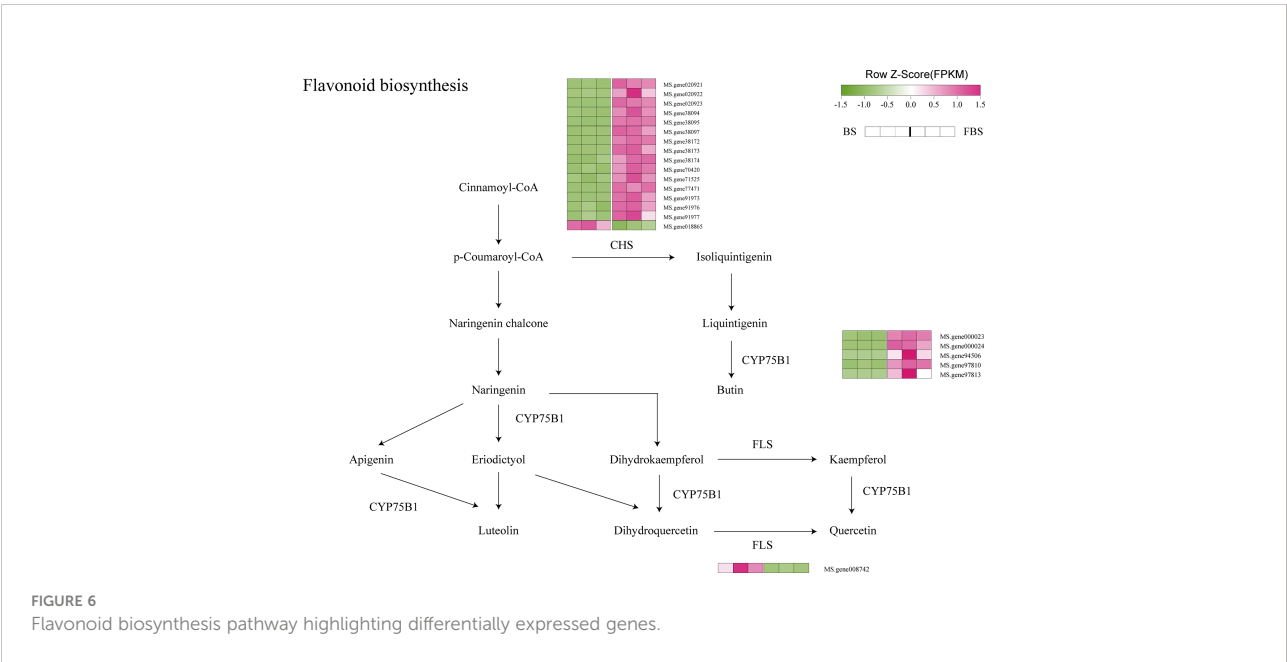 Flavonoid biosynthesis
MS.gene020921
MS.gene020922
MS.gene020923
MS.gene38094
MS.gene38095
MS.gene38097
MS.gene38172
MS.gene38173
MS.gene38174
MS.gene70420
MS.gene71525
MS.gene77471
MS.gene91973
MS.gene91976
MS.gene91977
MS.gene018865
Row Z-Score(FPKM)
-1.5 -1.0 -0.5 0.0 0.5 1.0 1.5
BS FBS
Cinnamoyl-CoA
CHS
p-Coumaroyl-CoA Isoliquintigenin
Naringenin chalcone Liquintigenin
MS.gene000023
MS.gene000024
MS.gene94506
MS.gene97810
MS.gene97813
CYP75B1
Naringenin Butin
CYP75B1
FLS
Apigenin Eriodictyol Dihydrokaempferol Kaempferol
CYP75B1 CYP75B1 CYP75B1
Luteolin Dihydroquercetin Quercetin
FLS
MS.gene008742
FIGURE 6
Flavonoid biosynthesis pathway highlighting differentially expressed genes.